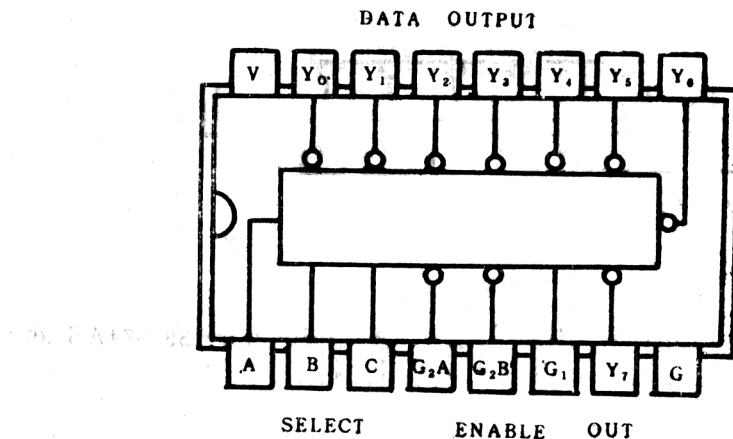 DATA OUTPUT
V Y₀ Y₁ Y₂ Y₃ Y₄ Y₅ Y₆
A B C G₂A G₂B G₁ Y₇ G
SELECT ENABLE OUT